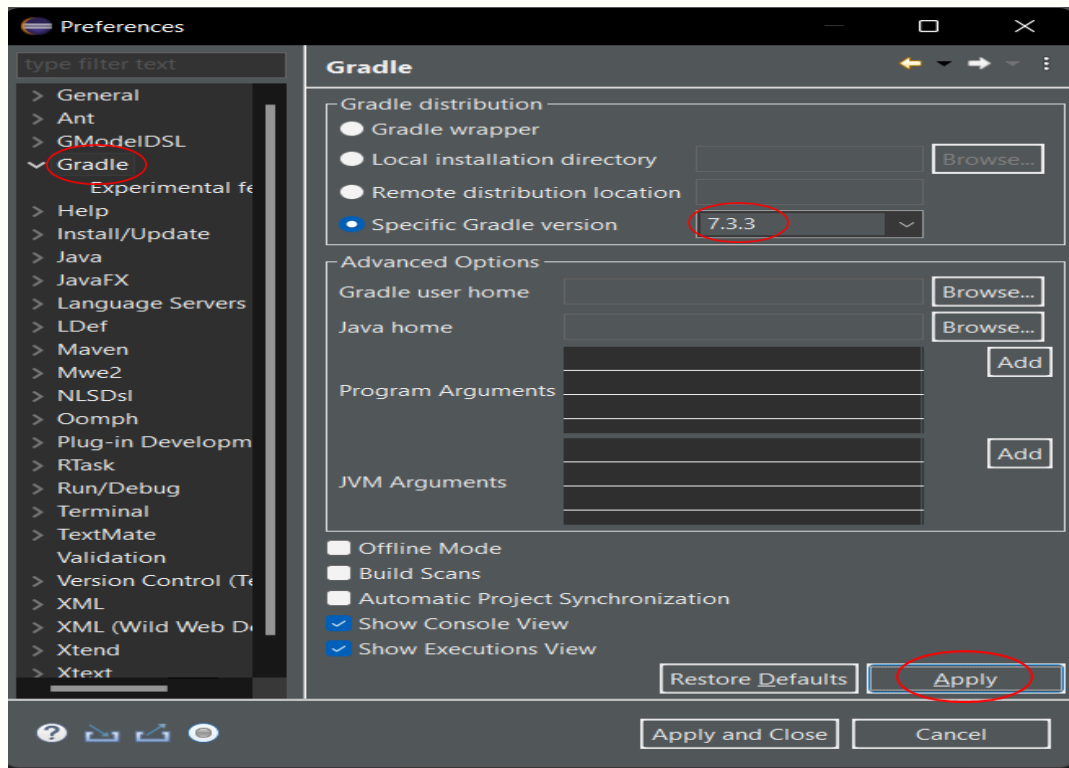 Preferences
type filter text
General
Ant
GModelDSL
Gradle
Experimental fe
Help
Install/Update
Java
JavaFX
Language Servers
LDef
Maven
Mwe2
NLSDsl
Oomph
Plug-in Developm
RTask
Run/Debug
Terminal
TextMate
Validation
Version Control (Te
XML
XML (Wild Web De
Xtend
Xtext
Gradle
Gradle distribution
Gradle wrapper
Local installation directory Browse...
Remote distribution location
Specific Gradle version 7.3.3
Advanced Options
Gradle user home Browse...
Java home Browse...
Program Arguments Add
JVM Arguments Add
Offline Mode
Build Scans
Automatic Project Synchronization
Show Console View
Show Executions View
Restore Defaults Apply
Apply and Close Cancel